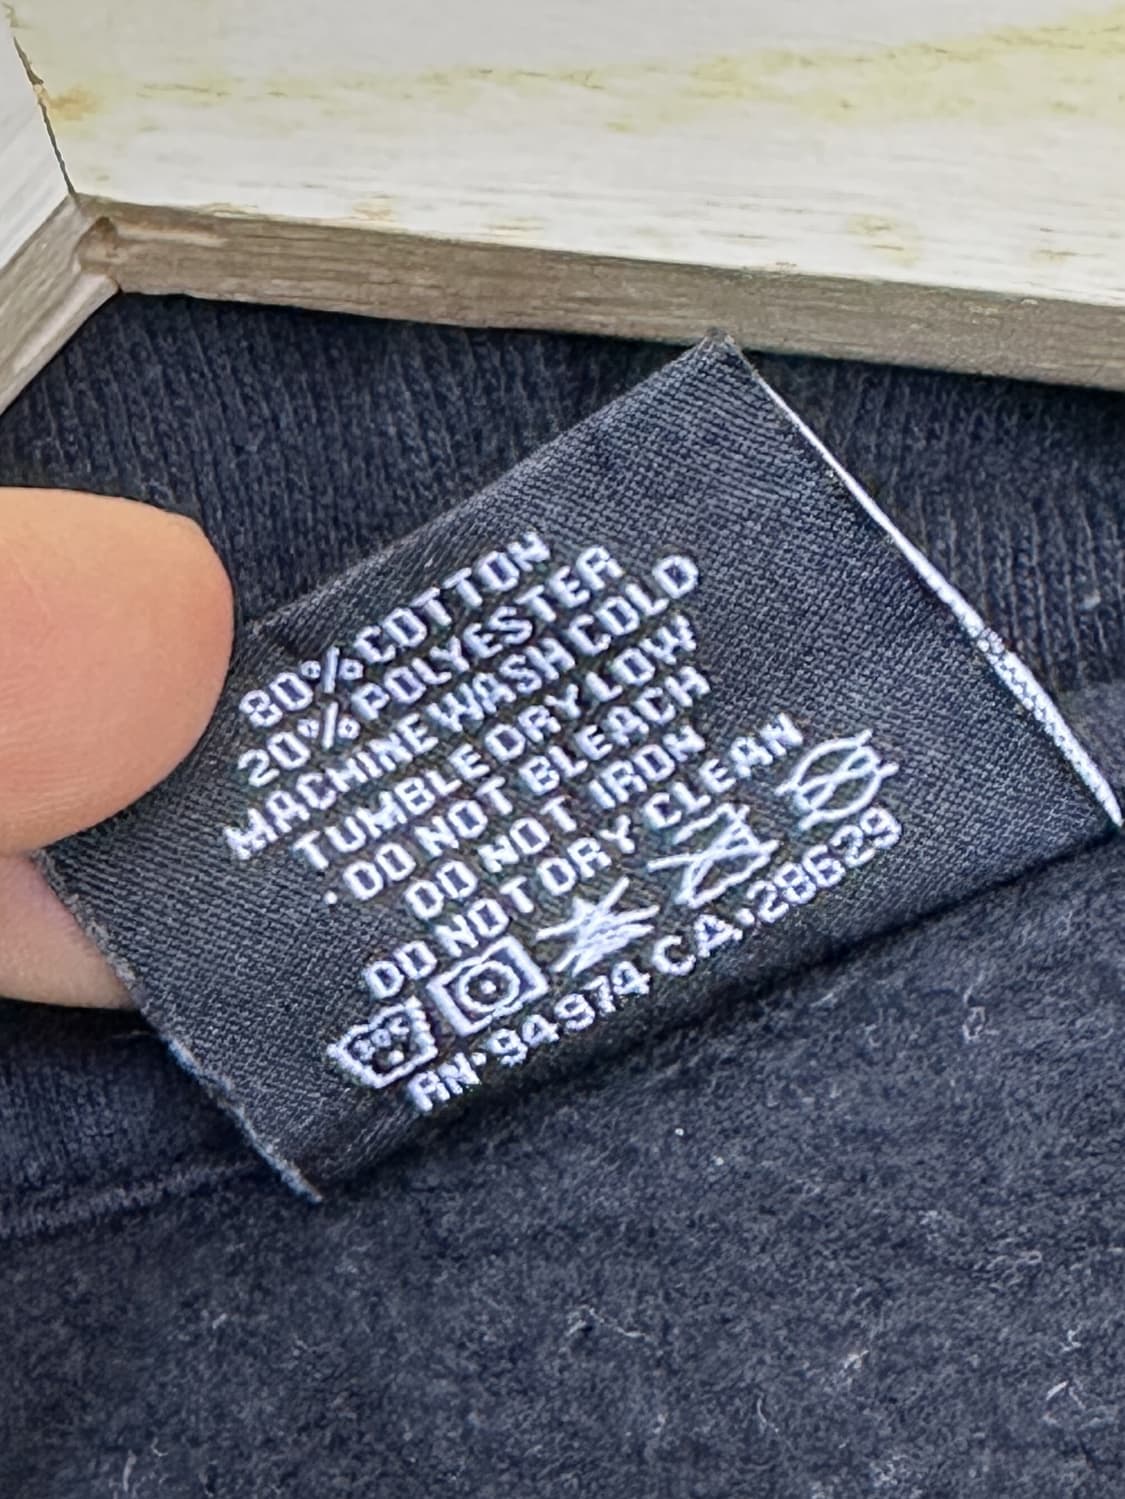 80% COTTON
20% POLYESTER
MACHINE WASH COLD
TUMBLE DRY LOW
. DO NOT BLEACH
DO NOT IRON
DO NOT DRY CLEAN
RN·94974 CA·28629